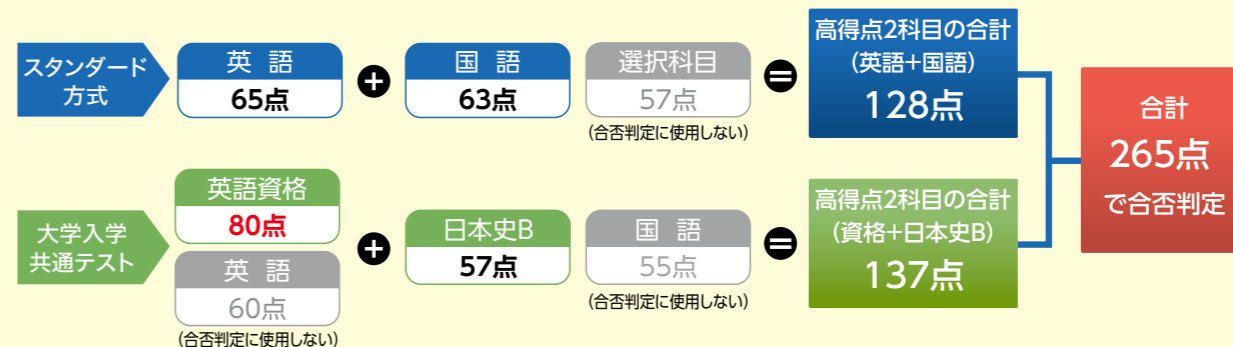 スタンダード
方式
英 語
65点
+
国 語
63点
選択科目
57点
(合否判定に使用しない)
=
高得点2科目の合計
(英語+国語)
128点
大学入学
共通テスト
英語資格
80点
英 語
60点
(合否判定に使用しない)
+
日本史B
57点
国 語
55点
(合否判定に使用しない)
=
高得点2科目の合計
(資格+日本史B)
137点
合計
265点
で合否判定